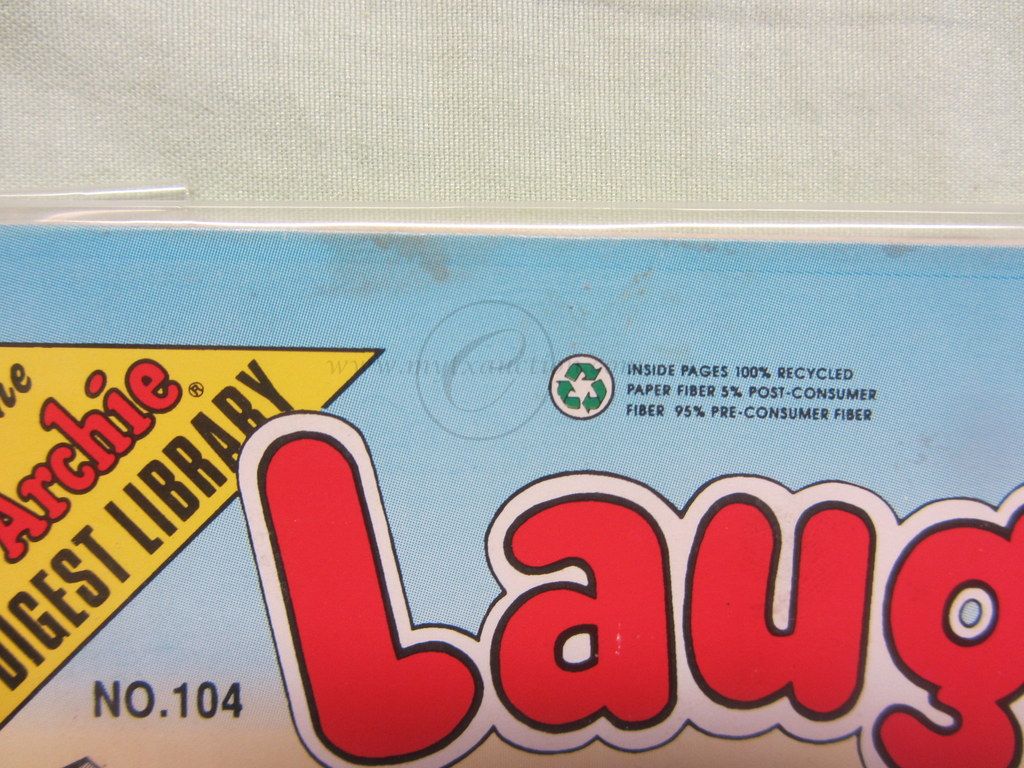 The
Archie®
DIGEST LIBRARY
INSIDE PAGES 100% RECYCLED
PAPER FIBER 5% POST-CONSUMER
FIBER 95% PRE-CONSUMER FIBER
Laug
NO.104